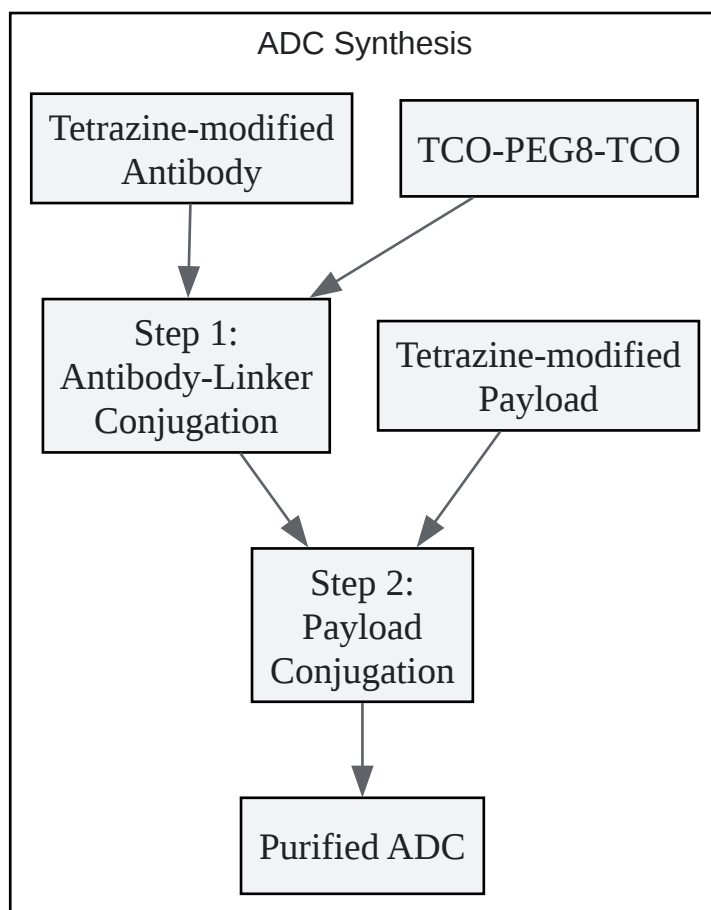 ADC Synthesis
Tetrazine-modified
Antibody
TCO-PEG8-TCO
Step 1:
Antibody-Linker
Conjugation
Tetrazine-modified
Payload
Step 2:
Payload
Conjugation
Purified ADC